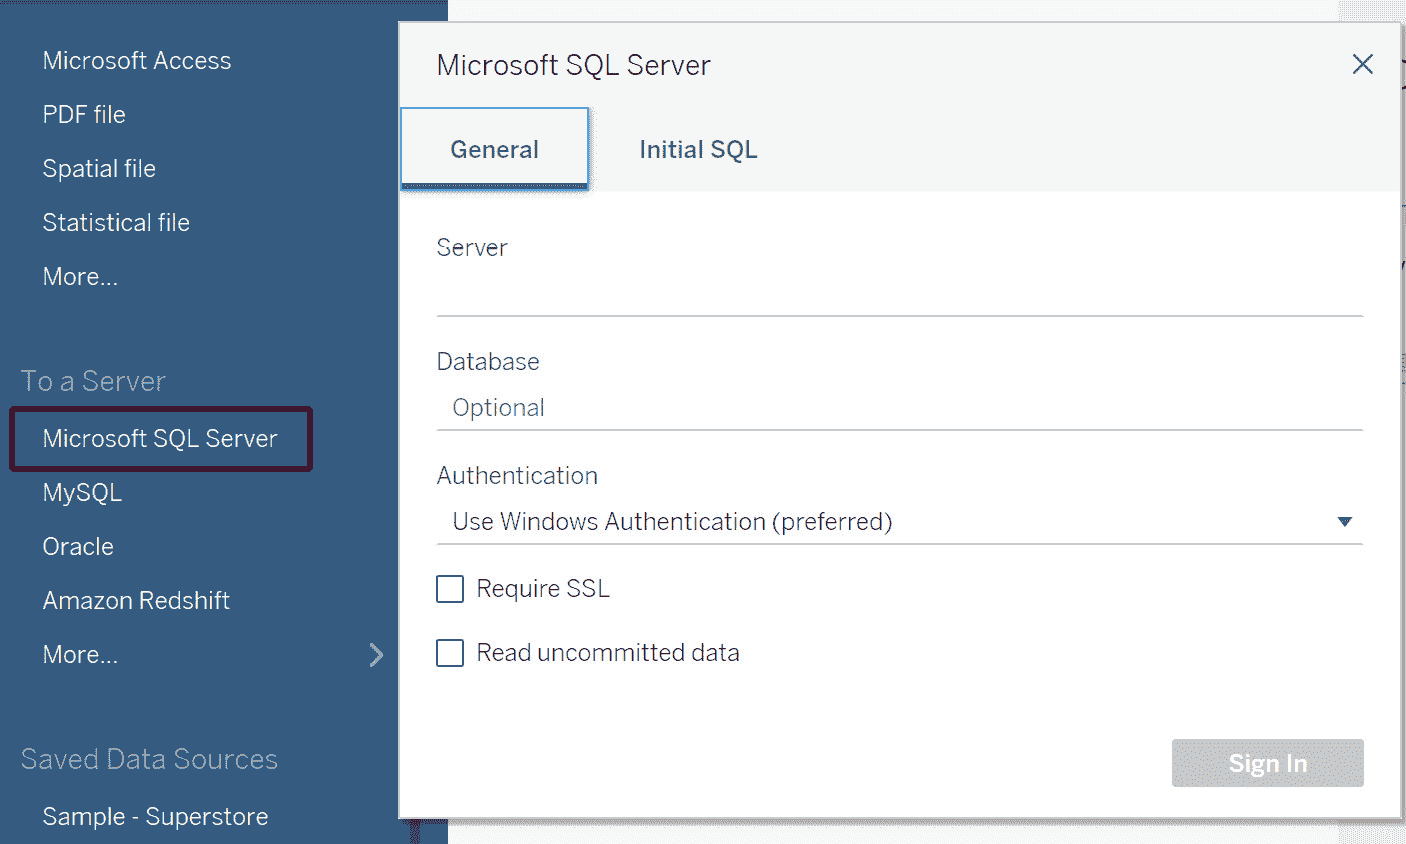 Microsoft Access
PDF file
Spatial file
Statistical file
More...
To a Server
Microsoft SQL Server
MySQL
Oracle
Amazon Redshift
More...
Saved Data Sources
Sample - Superstore
Microsoft SQL Server
General
Initial SQL
Server
Database
Optional
Authentication
Use Windows Authentication (preferred)
Require SSL
Read uncommitted data
Sign In